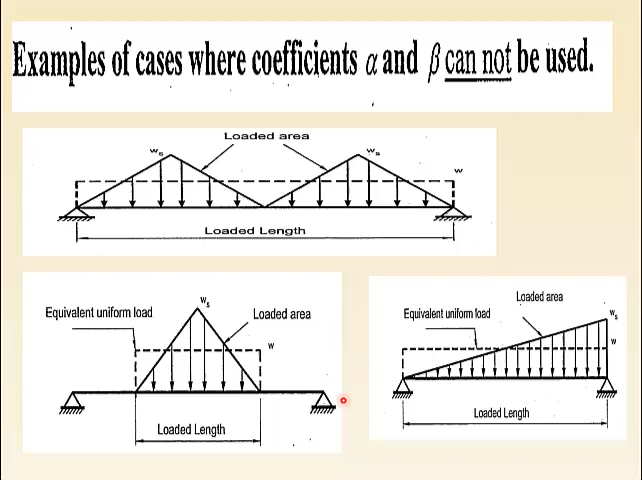 Examples of cases where coefficients α and β can not be used.
Loaded area
ws
ws
w
Loaded Length
Equivalent uniform load
ws
Loaded area
w
Loaded Length
Loaded area
Equivalent uniform load
ws
w
Loaded Length